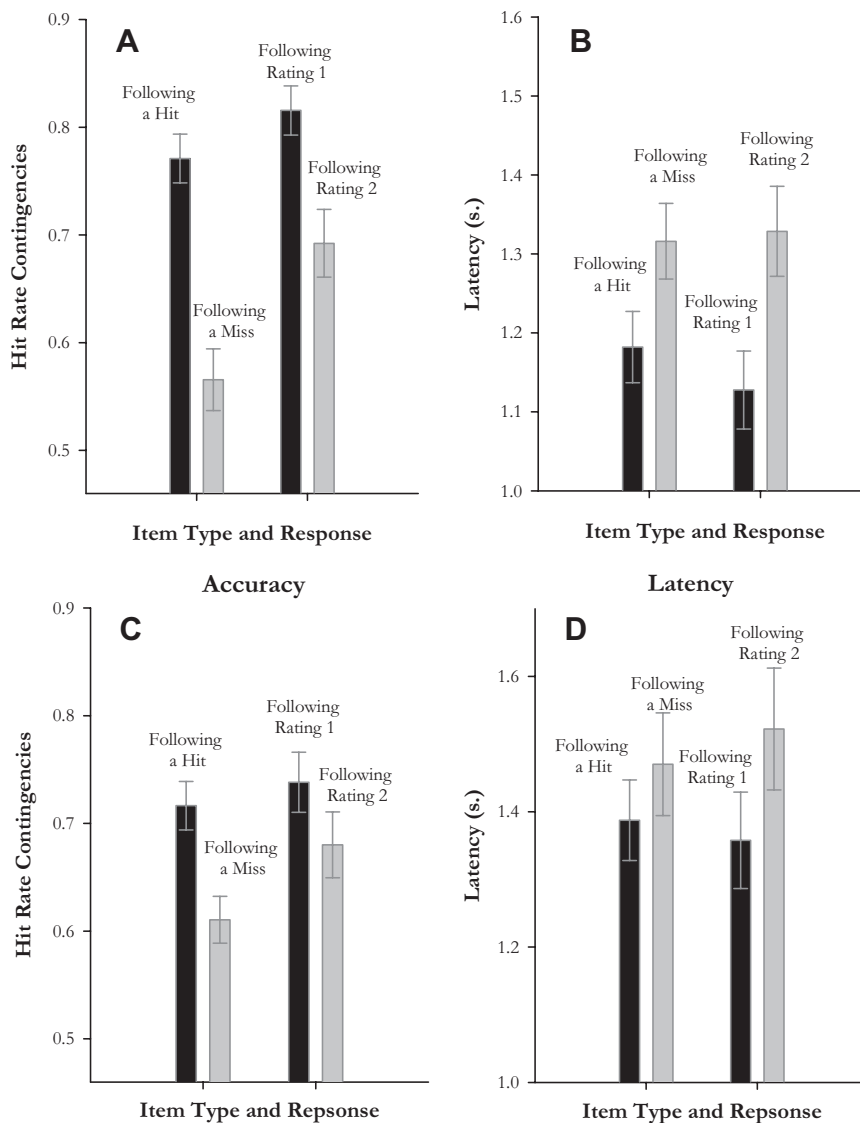 A
Hit Rate Contingencies
0.9
0.8
0.7
0.6
0.5
Following
a Hit
Following
Rating 1
Following
Rating 2
Following
a Miss
Item Type and Response
B
Latency (s.)
1.6
1.5
1.4
1.3
1.2
1.1
1.0
Following
a Miss
Following
Rating 2
Following
a Hit
Following
Rating 1
Item Type and Response
Accuracy
C
Hit Rate Contingencies
0.9
0.8
0.7
0.6
0.5
Following
a Hit
Following
Rating 1
Following
Rating 2
Following
a Miss
Item Type and Repsonse
Latency
D
Latency (s.)
1.6
1.4
1.2
1.0
Following
Rating 2
Following
a Miss
Following
a Hit
Following
Rating 1
Item Type and Repsonse